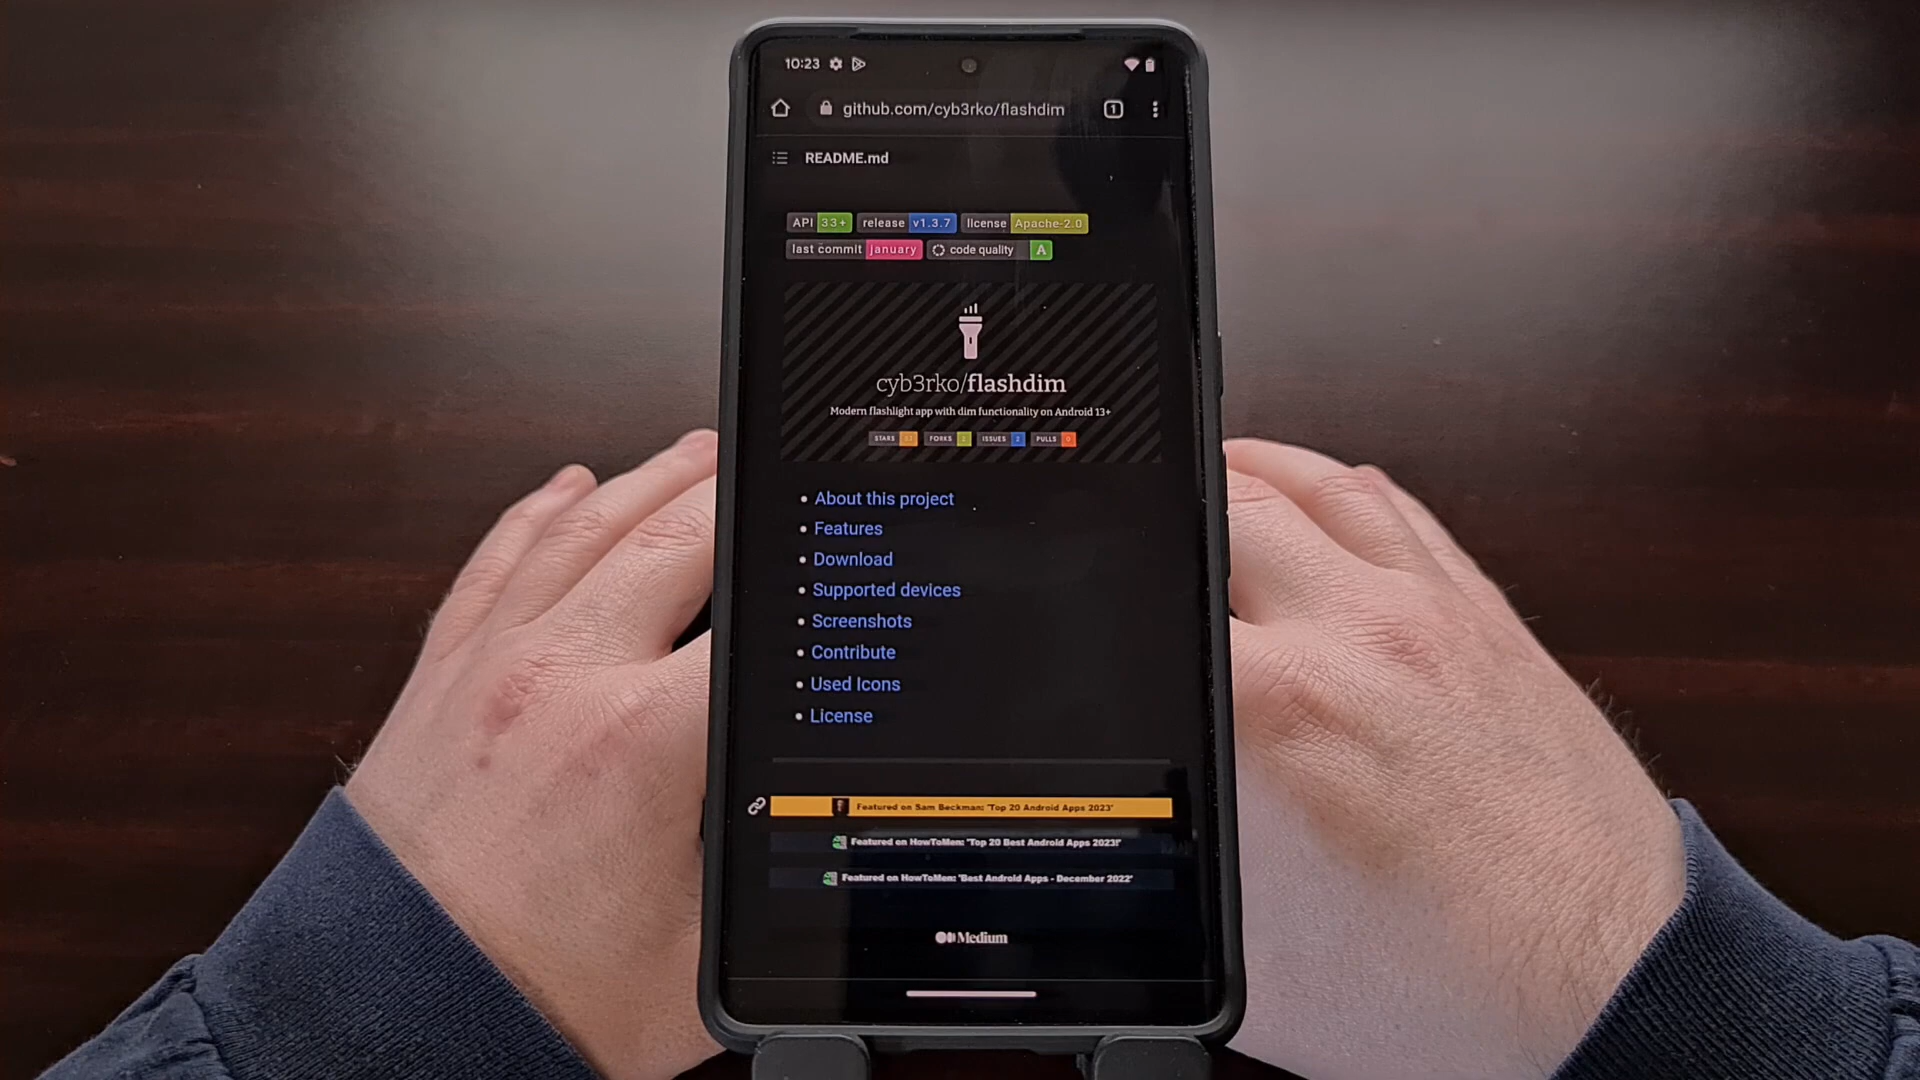 10:23
github.com/cyb3rko/flashdim 1
README.md
API 33+ release v1.3.7 license Apache-2.0
last commit january code quality A
cyb3rko/flashdim
Modern flashlight app with dim functionality on Android 13+
STARS FORKS ISSUES 2 PULLS 0
About this project
Features
Download
Supported devices
Screenshots
Contribute
Used Icons
License
Featured on Sam Beckman: 'Top 20 Android Apps 2023'
Featured on HowToMen: 'Top 20 Best Android Apps 2023!'
Featured on HowToMen: 'Best Android Apps - December 2022'
Medium